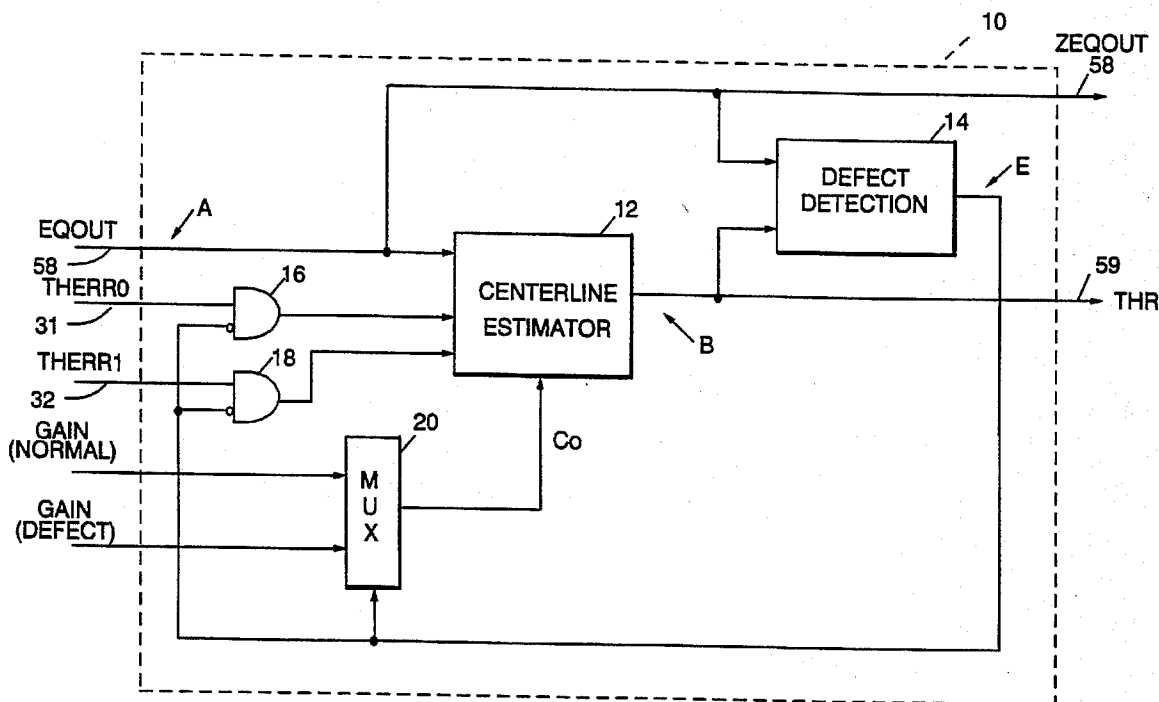 10
ZEQOUT
58
14
DEFECT
DETECTION
E
A
EQOUT
58
12
CENTERLINE
ESTIMATOR
59
THR
B
THERR0
31
16
THERR1
32
18
GAIN
(NORMAL)
20
Co
M
U
X
GAIN
(DEFECT)